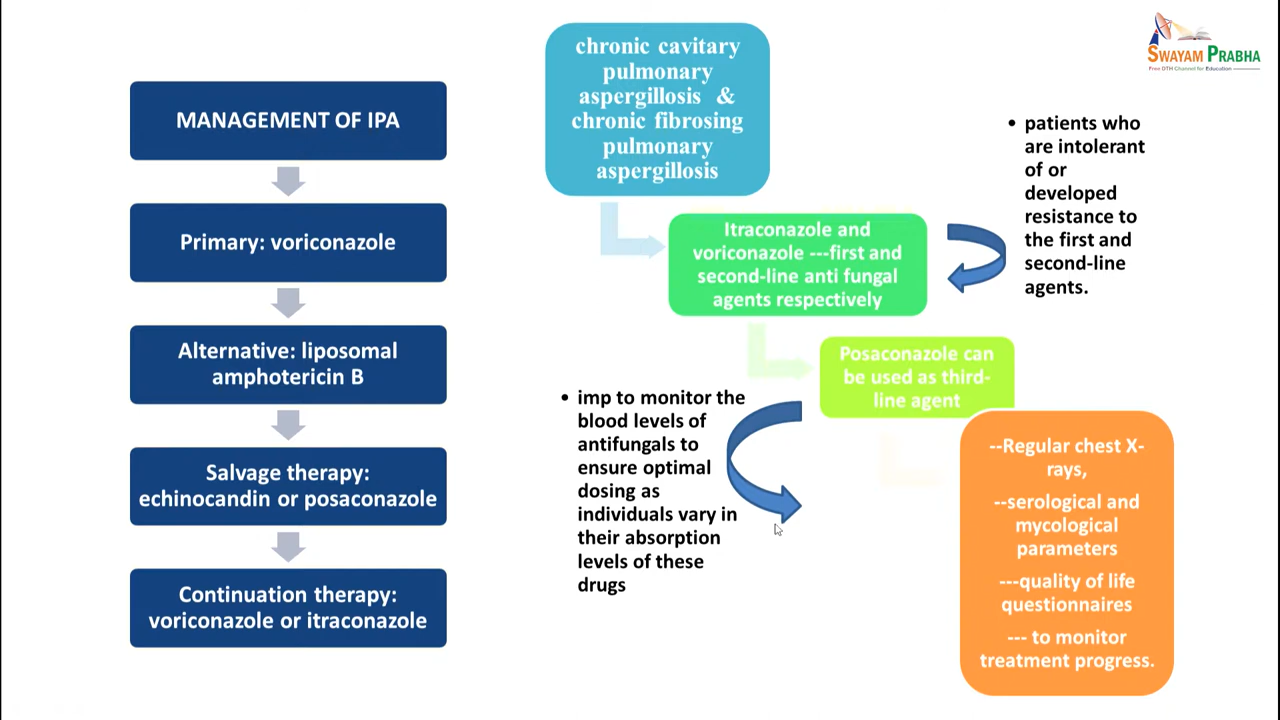 SWAYAM PRABHA
Free DTH Channel for Education
MANAGEMENT OF IPA
Primary: voriconazole
Alternative: liposomal
amphotericin B
Salvage therapy:
echinocandin or posaconazole
Continuation therapy:
voriconazole or itraconazole
chronic cavitary
pulmonary
aspergillosis &
chronic fibrosing
pulmonary
aspergillosis
Itraconazole and
voriconazole ---first and
second-line anti fungal
agents respectively
• patients who
are intolerant
of or
developed
resistance to
the first and
second-line
agents.
Posaconazole can
be used as third-
line agent
• imp to monitor the
blood levels of
antifungals to
ensure optimal
dosing as
individuals vary in
their absorption
levels of these
drugs
--Regular chest X-
rays,
--serological and
mycological
parameters
---quality of life
questionnaires
--- to monitor
treatment progress.